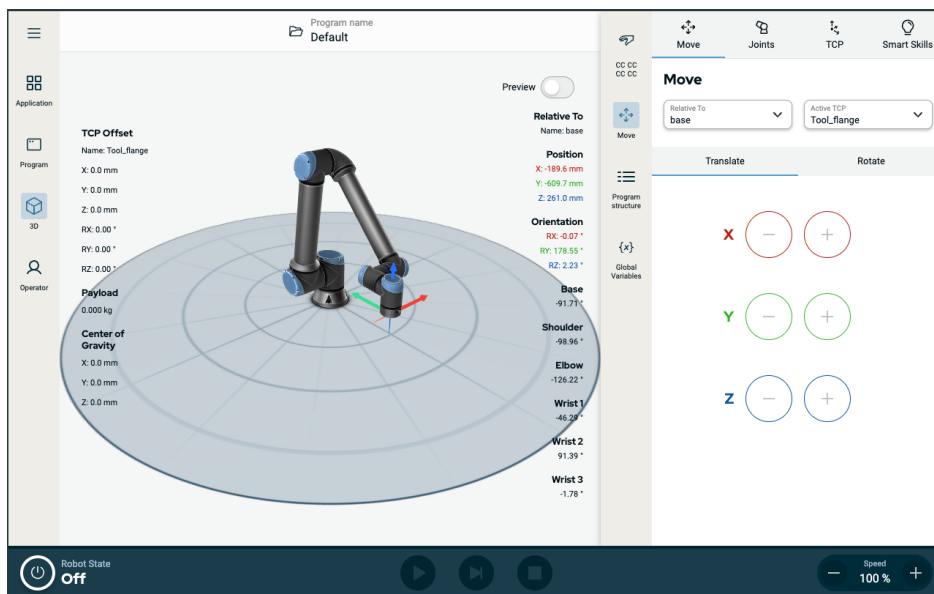 Program name
Default
Application
Program
3D
Operator
Preview
TCP Offset
Name: Tool_flange
X: 0.0 mm
Y: 0.0 mm
Z: 0.0 mm
RX: 0.00 °
RY: 0.00 °
RZ: 0.00 °
Payload
0.000 kg
Center of
Gravity
X: 0.0 mm
Y: 0.0 mm
Z: 0.0 mm
Relative To
Name: base
Position
X: -189.6 mm
Y: -609.7 mm
Z: 261.0 mm
Orientation
RX: -0.07 °
RY: 178.55 °
RZ: 2.23 °
Base
-91.71 °
Shoulder
-98.96 °
Elbow
-126.22 °
Wrist 1
-46.29 °
Wrist 2
91.39 °
Wrist 3
-1.78 °
CC CC
CC CC
Move
Program
structure
{x}
Global
Variables
Move
Joints
TCP
Smart Skills
Move
Relative To
base
Active TCP
Tool_flange
Translate
Rotate
X − +
Y − +
Z − +
Robot State
Off
Speed
− 100 % +